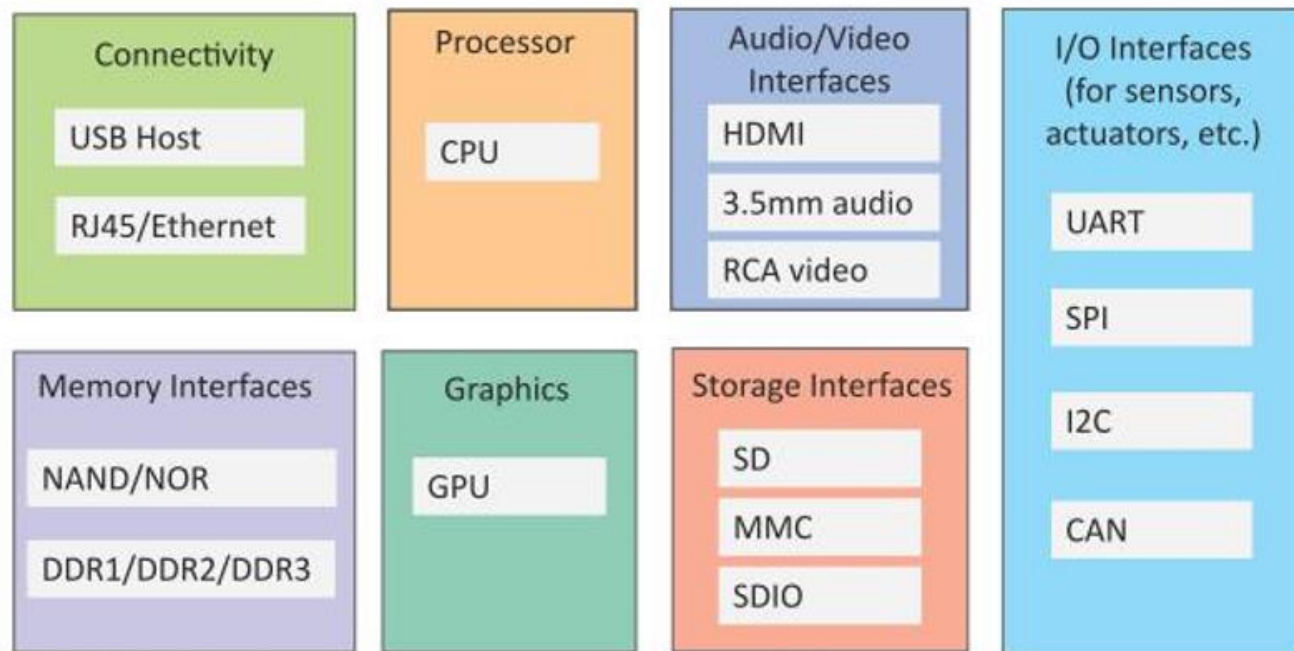 Connectivity
USB Host
RJ45/Ethernet
Processor
CPU
Audio/Video
Interfaces
HDMI
3.5mm audio
RCA video
I/O Interfaces
(for sensors,
actuators, etc.)
UART
SPI
I2C
CAN
Memory Interfaces
NAND/NOR
DDR1/DDR2/DDR3
Graphics
GPU
Storage Interfaces
SD
MMC
SDIO